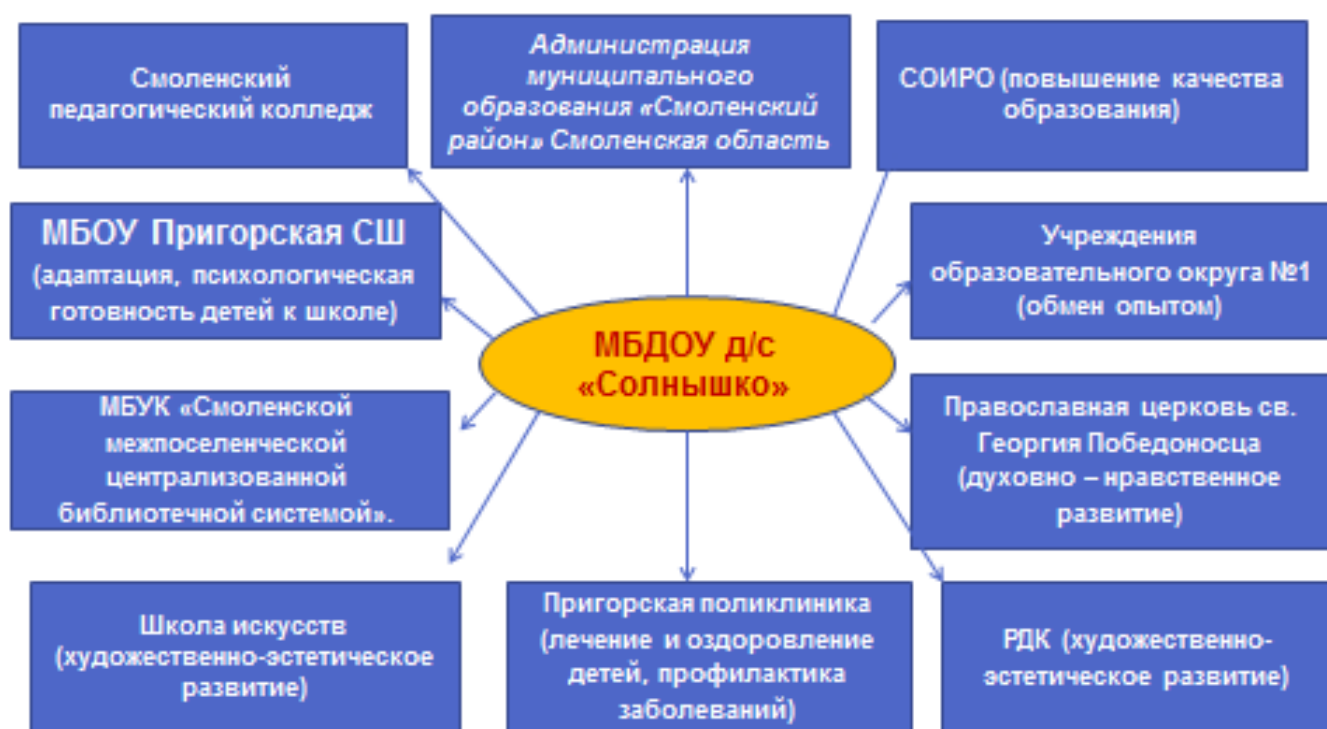 Смоленский
педагогический колледж
Администрация
муниципального
образования «Смоленский
район» Смоленская область
СОИРО (повышение качества
образования)
МБОУ Пригорская СШ
(адаптация, психологическая
готовность детей к школе)
Учреждения
образовательного округа №1
(обмен опытом)
МБДОУ д/с
«Солнышко»
МБУК «Смоленской
межпоселенческой
централизованной
библиотечной системой».
Православная церковь св.
Георгия Победоносца
(духовно – нравственное
развитие)
Школа искусств
(художественно-эстетическое
развитие)
Пригорская поликлиника
(лечение и оздоровление
детей, профилактика
заболеваний)
РДК (художественно-
эстетическое развитие)